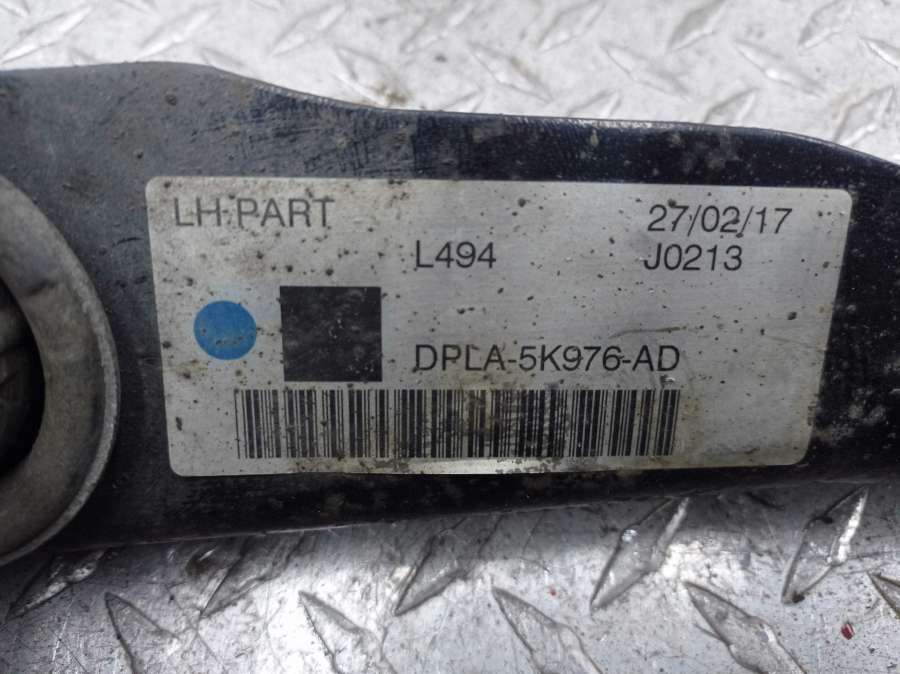 LH PART 27/02/17
L494 J0213
DPLA-5K976-AD